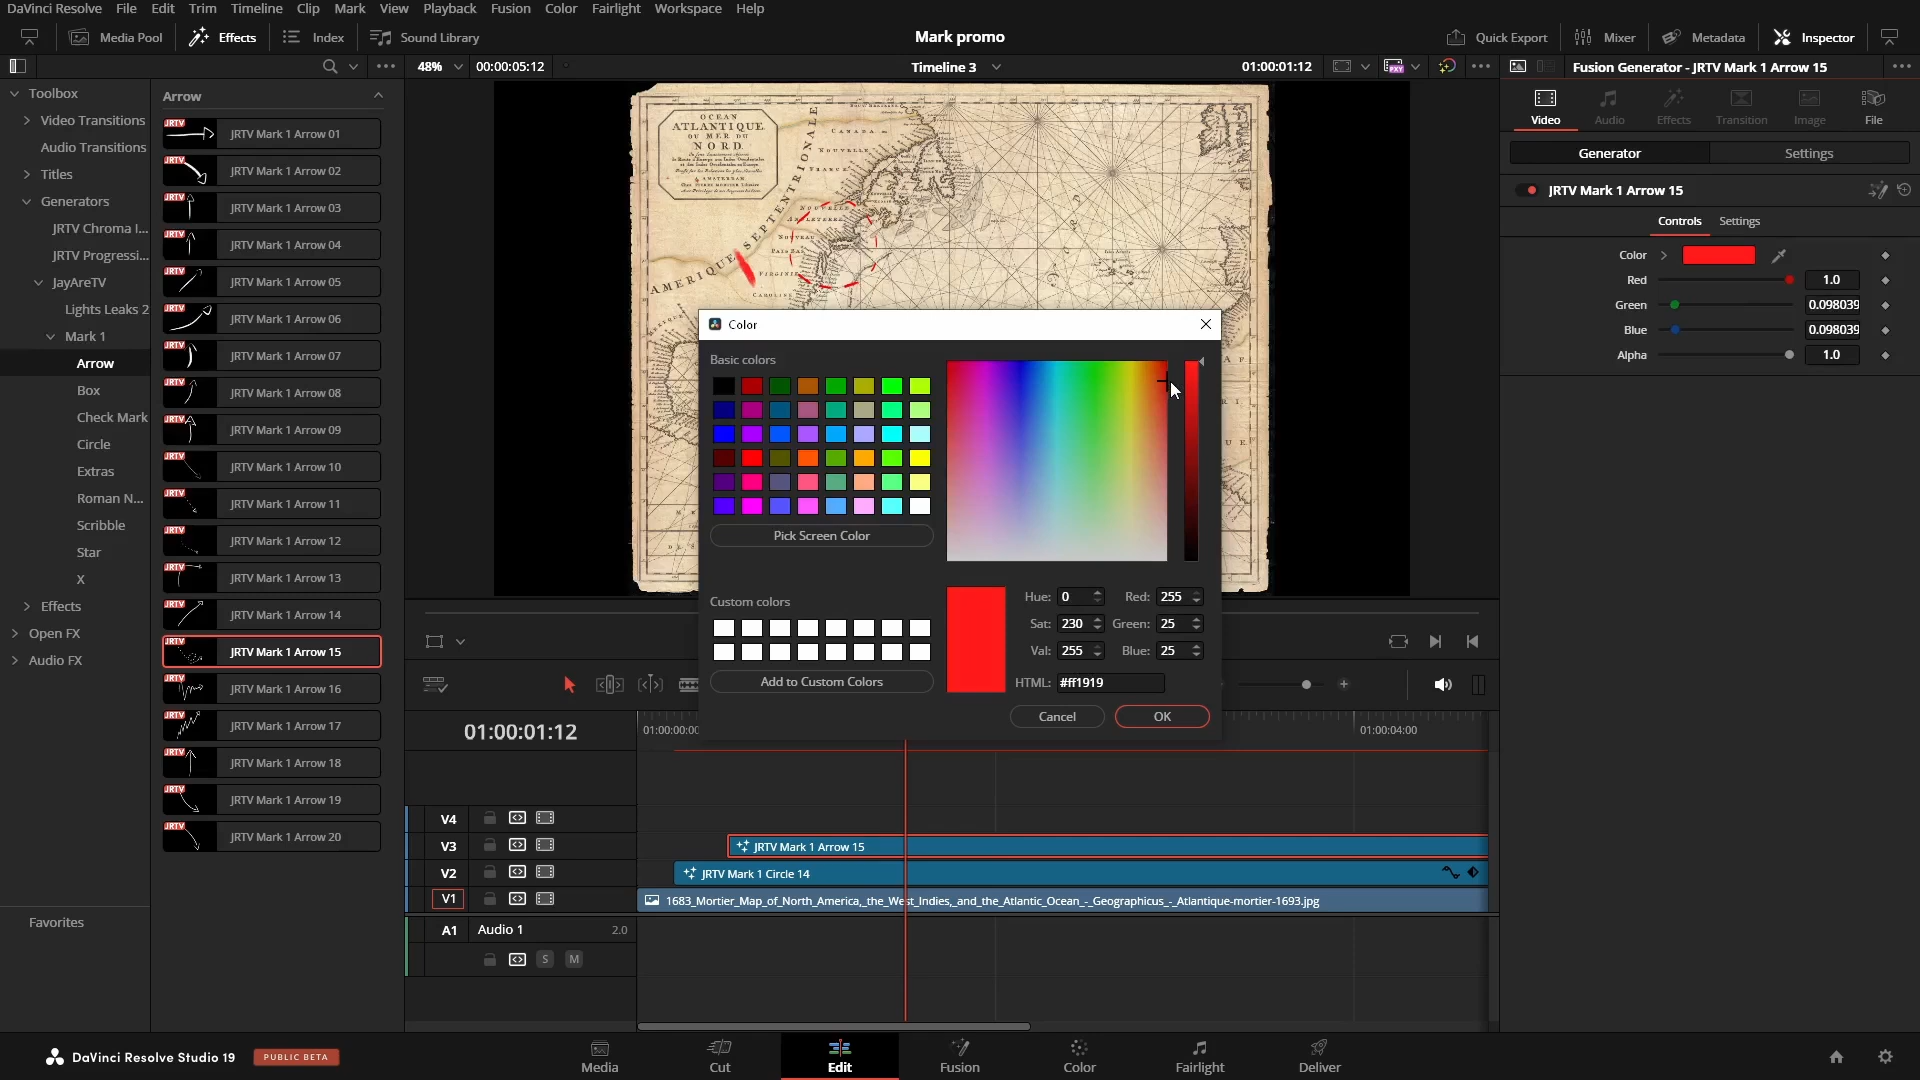 DaVinci Resolve File Edit Trim Timeline Clip Mark View Playback Fusion Color Fairlight Workspace Help
Media Pool Effects Index Sound Library Mark promo Quick Export Mixer Metadata Inspector
48% 00:00:05:12 Timeline 3 01:00:01:12 Fusion Generator - JRTV Mark 1 Arrow 15
Toolbox
Video Transitions
Audio Transitions
Titles
Generators
JRTV Chroma I...
JRTV Progressi...
JayAreTV
Lights Leaks 2
Mark 1
Arrow
Box
Check Mark
Circle
Extras
Roman N...
Scribble
Star
X
Effects
Open FX
Audio FX
Favorites
Arrow
JRTV Mark 1 Arrow 01
JRTV Mark 1 Arrow 02
JRTV Mark 1 Arrow 03
JRTV Mark 1 Arrow 04
JRTV Mark 1 Arrow 05
JRTV Mark 1 Arrow 06
JRTV Mark 1 Arrow 07
JRTV Mark 1 Arrow 08
JRTV Mark 1 Arrow 09
JRTV Mark 1 Arrow 10
JRTV Mark 1 Arrow 11
JRTV Mark 1 Arrow 12
JRTV Mark 1 Arrow 13
JRTV Mark 1 Arrow 14
JRTV Mark 1 Arrow 15
JRTV Mark 1 Arrow 16
JRTV Mark 1 Arrow 17
JRTV Mark 1 Arrow 18
JRTV Mark 1 Arrow 19
JRTV Mark 1 Arrow 20
OCEAN
ATLANTIQUE
OU MER DU
NORD.
AMERIQUE SEPTENTRIONALE
CANADA
NOUVELLE
FRANCE
VIRGINIE
CAROLINE
Color
Basic colors
Pick Screen Color
Custom colors
Add to Custom Colors
Hue: 0 Red: 255
Sat: 230 Green: 25
Val: 255 Blue: 25
HTML: #ff1919
Cancel OK
Video Audio Effects Transition Image File
Generator Settings
JRTV Mark 1 Arrow 15
Controls Settings
Color
Red 1.0
Green 0.098039
Blue 0.098039
Alpha 1.0
01:00:01:12 01:00:00:00 01:00:04:00
V4
V3 JRTV Mark 1 Arrow 15
V2 JRTV Mark 1 Circle 14
V1 1683_Mortier_Map_of_North_America,_the_West_Indies,_and_the_Atlantic_Ocean_-_Geographicus_-_Atlantique-mortier-1693.jpg
A1 Audio 1 2.0
S M
DaVinci Resolve Studio 19 PUBLIC BETA
Media Cut Edit Fusion Color Fairlight Deliver